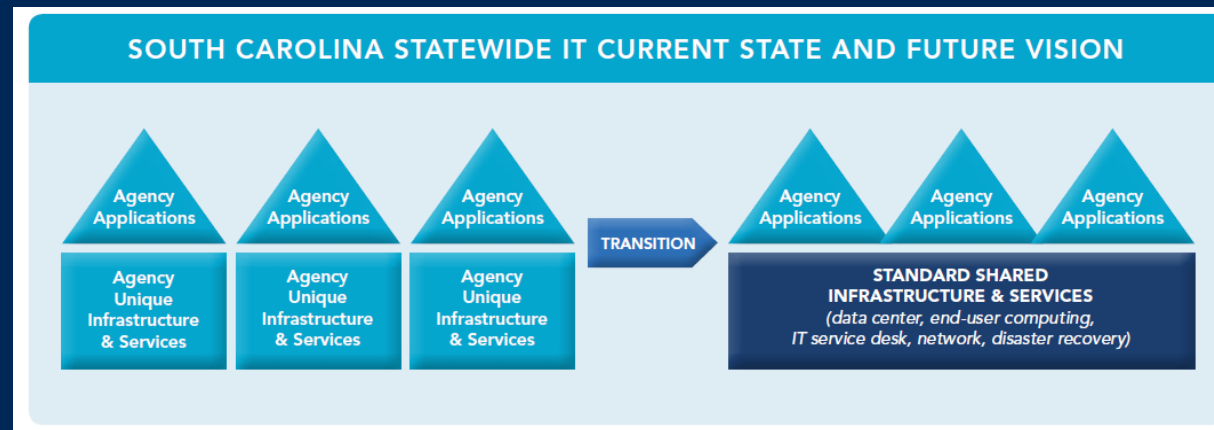 SOUTH CAROLINA STATEWIDE IT CURRENT STATE AND FUTURE VISION
Agency
Applications
Agency
Applications
Agency
Applications
Agency
Unique
Infrastructure
& Services
Agency
Unique
Infrastructure
& Services
Agency
Unique
Infrastructure
& Services
TRANSITION
Agency
Applications
Agency
Applications
Agency
Applications
STANDARD SHARED
INFRASTRUCTURE & SERVICES
(data center, end-user computing,
IT service desk, network, disaster recovery)